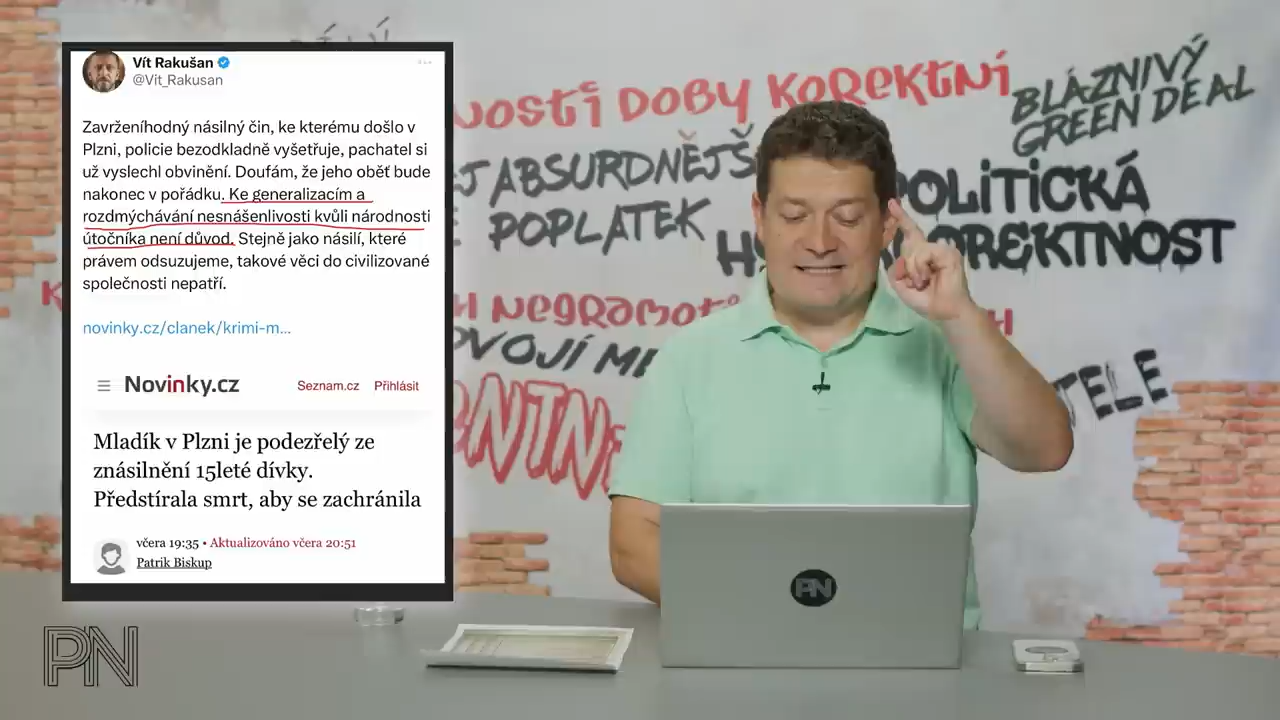 Vít Rakušan
@Vit_Rakusan
Zavrženíhodný násilný čin, ke kterému došlo v
Plzni, policie bezodkladně vyšetřuje, pachatel si
už vyslechl obvinění. Doufám, že jeho oběť bude
nakonec v pořádku. Ke generalizacím a
rozdmýchávání nesnášenlivosti kvůli národnosti
útočníka není důvod. Stejně jako násilí, které
právem odsuzujeme, takové věci do civilizované
společnosti nepatří.
novinky.cz/clanek/krimi-m...
Novinky.cz
Seznam.cz Přihlásit
Mladík v Plzni je podezřelý ze
znásilnění 15leté dívky.
Předstírala smrt, aby se zachránila
včera 19:35 • Aktualizováno včera 20:51
Patrik Biskup
PN
DOBY KOREKTNÍ
BLÁZNIVÝ
GREEN DEAL
POPLATEK
POLITICKÁ
PN